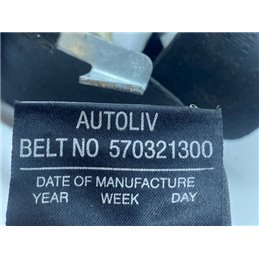 AUTOLIV
BELT NO 570321300
DATE OF MANUFACTURE
YEAR WEEK DAY